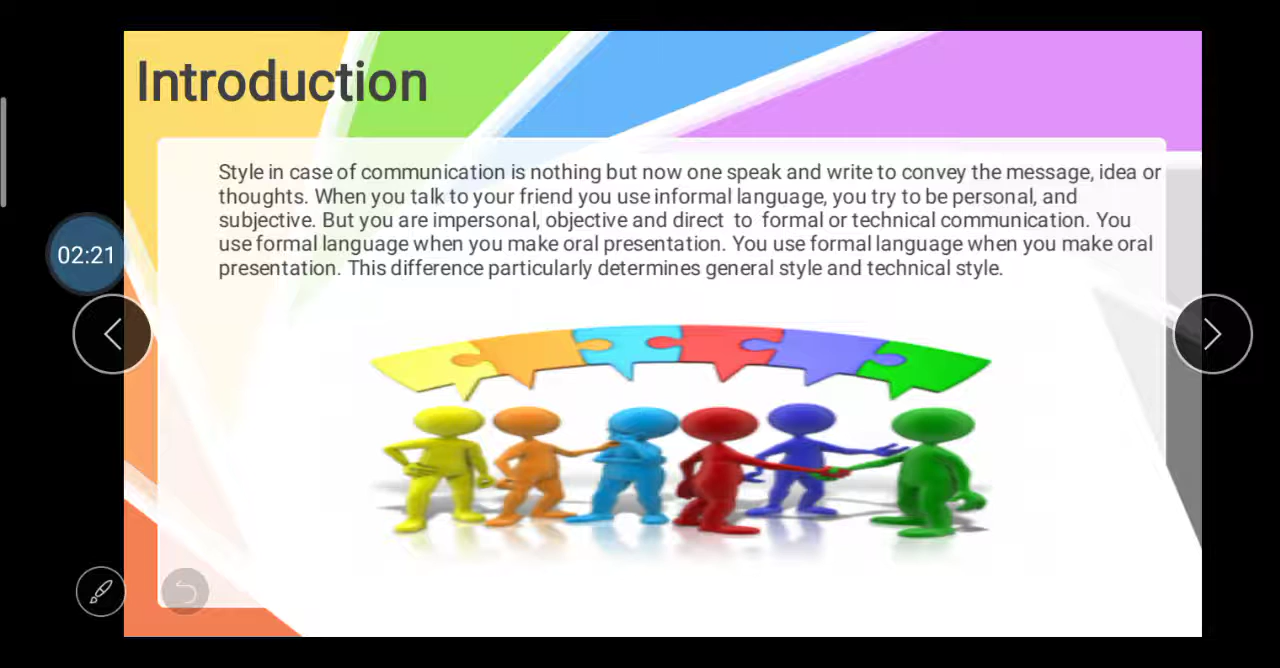 Introduction
Style in case of communication is nothing but now one speak and write to convey the message, idea or
thoughts. When you talk to your friend you use informal language, you try to be personal, and
subjective. But you are impersonal, objective and direct to formal or technical communication. You
use formal language when you make oral presentation. You use formal language when you make oral
presentation. This difference particularly determines general style and technical style.
02:21